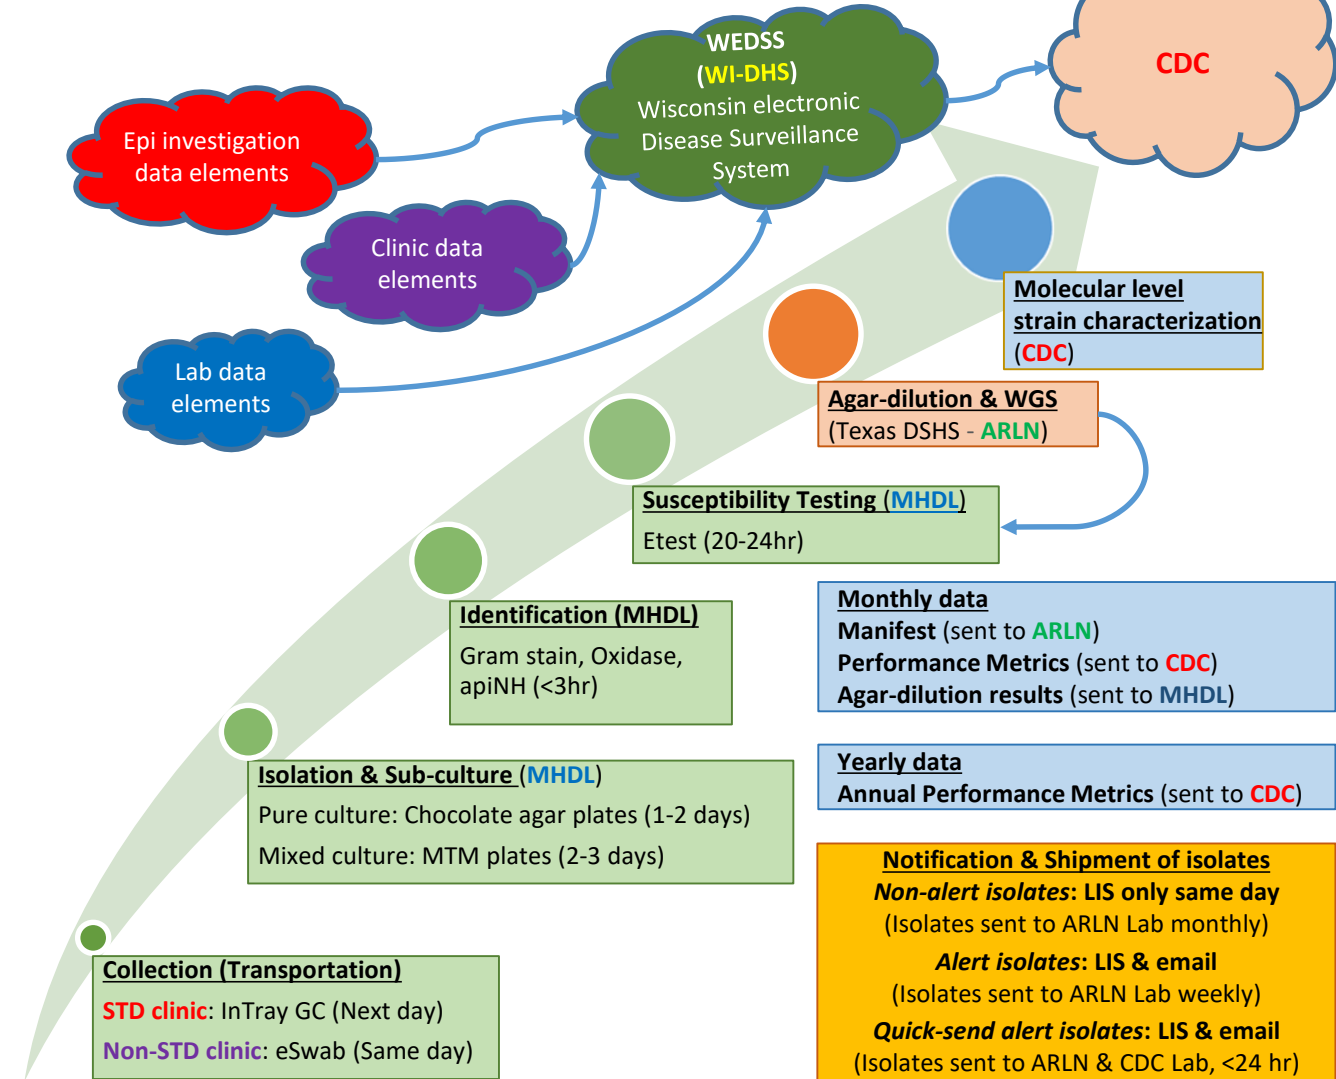 WEDSS
(WI-DHS)
Wisconsin electronic
Disease Surveillance
System
CDC
Epi investigation
data elements
Clinic data
elements
Lab data
elements
Molecular level
strain characterization
(CDC)
Agar-dilution & WGS
(Texas DSHS - ARLN)
Susceptibility Testing (MHDL)
Etest (20-24hr)
Identification (MHDL)
Gram stain, Oxidase,
apiNH (<3hr)
Isolation & Sub-culture (MHDL)
Pure culture: Chocolate agar plates (1-2 days)
Mixed culture: MTM plates (2-3 days)
Collection (Transportation)
STD clinic: InTray GC (Next day)
Non-STD clinic: eSwab (Same day)
Monthly data
Manifest (sent to ARLN)
Performance Metrics (sent to CDC)
Agar-dilution results (sent to MHDL)
Yearly data
Annual Performance Metrics (sent to CDC)
Notification & Shipment of isolates
Non-alert isolates: LIS only same day
(Isolates sent to ARLN Lab monthly)
Alert isolates: LIS & email
(Isolates sent to ARLN Lab weekly)
Quick-send alert isolates: LIS & email
(Isolates sent to ARLN & CDC Lab, <24 hr)